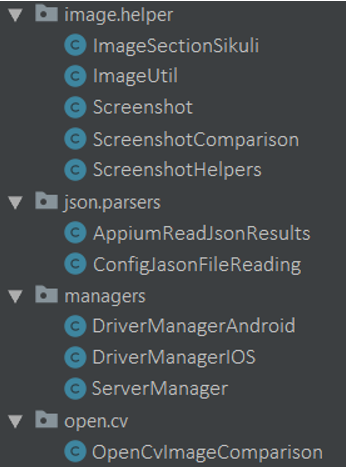 image.helper
C ImageSectionSikuli
C ImageUtil
C Screenshot
C ScreenshotComparison
C ScreenshotHelpers
json.parsers
C AppiumReadJsonResults
C ConfigJasonFileReading
managers
C DriverManagerAndroid
C DriverManagerIOS
C ServerManager
open.cv
C OpenCvImageComparison